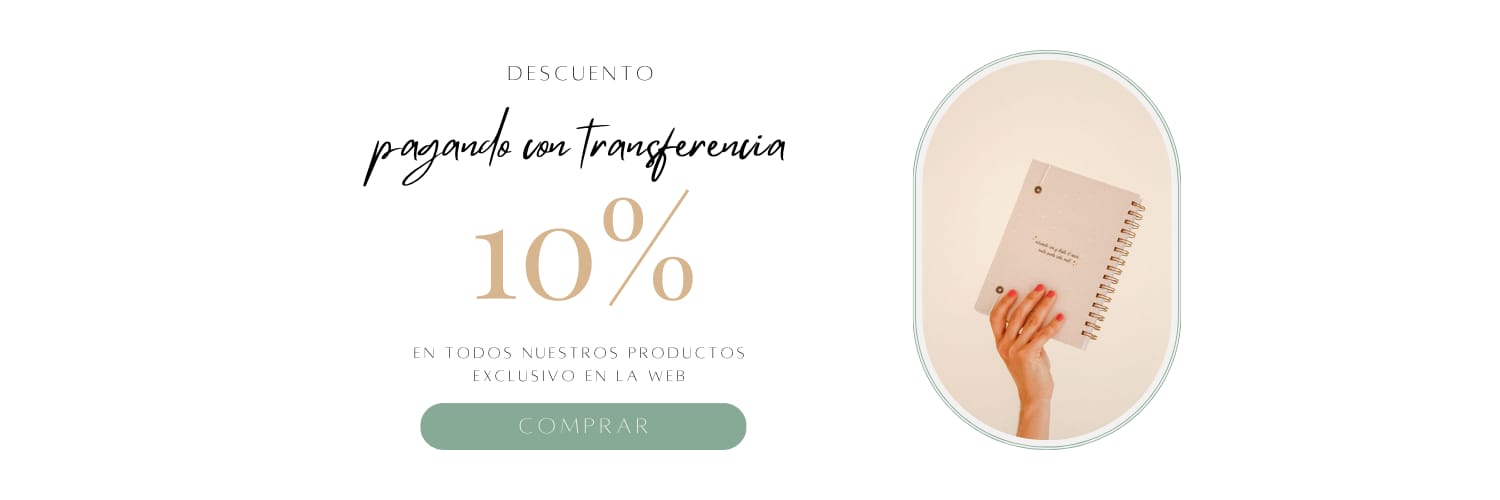 DESCUENTO
pagando con transferencia
10%
EN TODOS NUESTROS PRODUCTOS
EXCLUSIVO EN LA WEB
COMPRAR